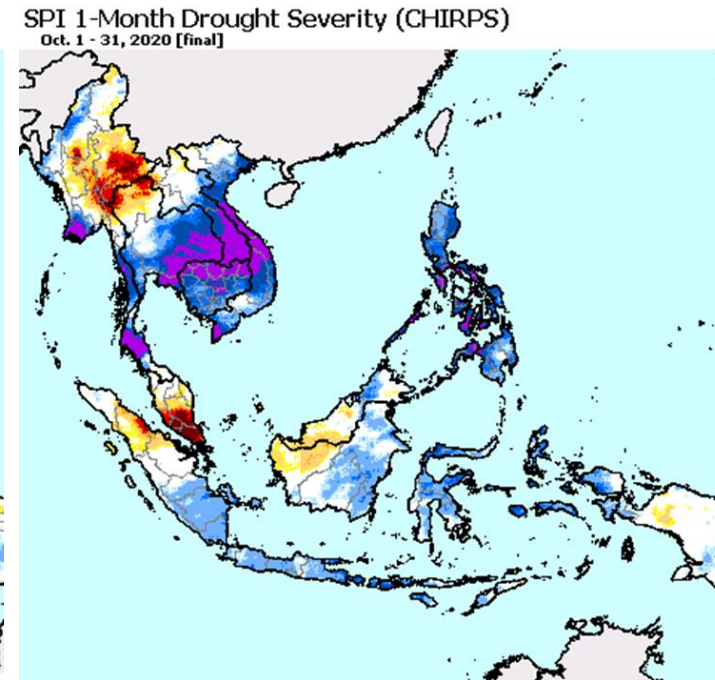 SPI 1-Month Drought Severity (CHIRPS)
Oct. 1 - 31, 2020 [final]